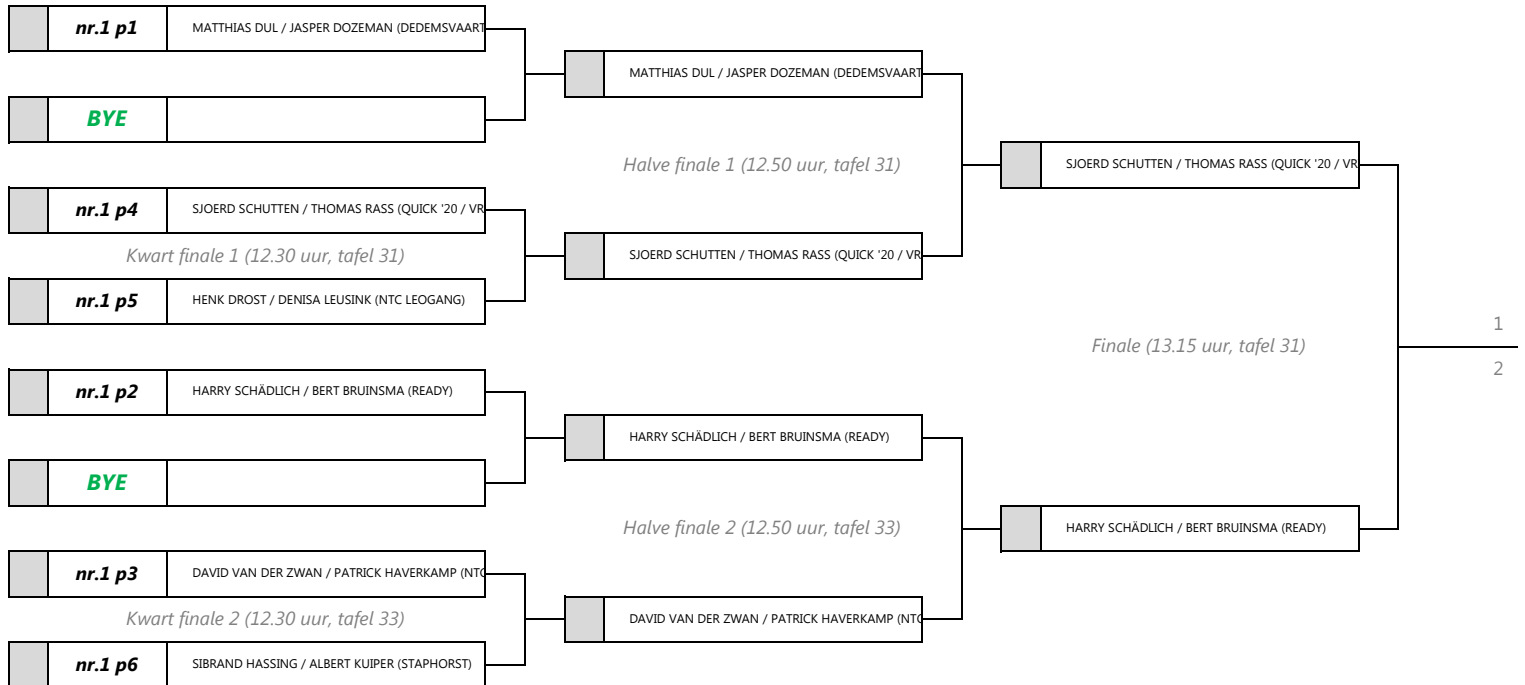 nr.1 p1 MATTHIAS DUL / JASPER DOZEMAN (DEDEMSVAART
MATTHIAS DUL / JASPER DOZEMAN (DEDEMSVAART
BYE
Halve finale 1 (12.50 uur, tafel 31)
SJOERD SCHUTTEN / THOMAS RASS (QUICK '20 / VR
nr.1 p4 SJOERD SCHUTTEN / THOMAS RASS (QUICK '20 / VR
Kwart finale 1 (12.30 uur, tafel 31)
SJOERD SCHUTTEN / THOMAS RASS (QUICK '20 / VR
nr.1 p5 HENK DROST / DENISA LEUSINK (NTC LEOGANG)
1
Finale (13.15 uur, tafel 31)
2
nr.1 p2 HARRY SCHÄDLICH / BERT BRUINSMA (READY)
HARRY SCHÄDLICH / BERT BRUINSMA (READY)
BYE
Halve finale 2 (12.50 uur, tafel 33)
HARRY SCHÄDLICH / BERT BRUINSMA (READY)
nr.1 p3 DAVID VAN DER ZWAN / PATRICK HAVERKAMP (NTC
Kwart finale 2 (12.30 uur, tafel 33)
DAVID VAN DER ZWAN / PATRICK HAVERKAMP (NTC
nr.1 p6 SIBRAND HASSING / ALBERT KUIPER (STAPHORST)